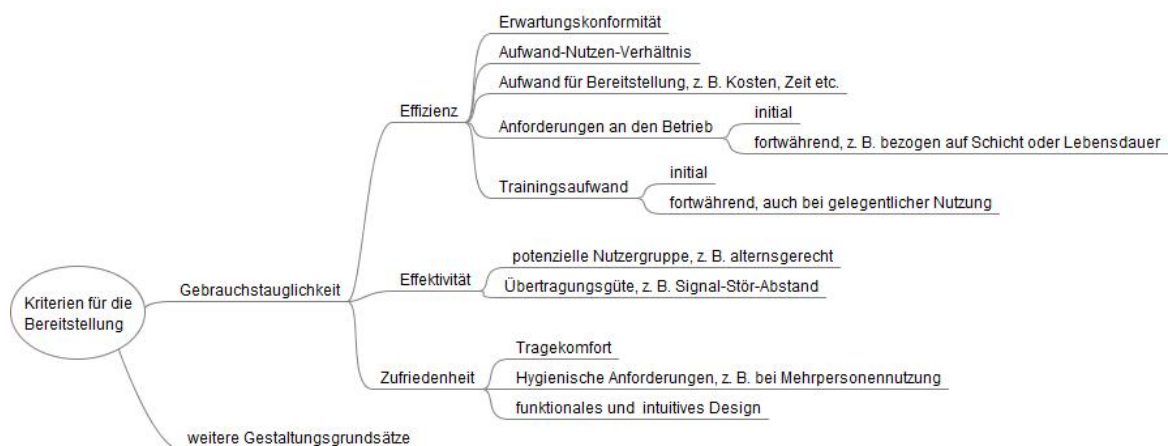 Erwartungskonformität
Aufwand-Nutzen-Verhältnis
Aufwand für Bereitstellung, z. B. Kosten, Zeit etc.
Effizienz
Anforderungen an den Betrieb
initial
fortwährend, z. B. bezogen auf Schicht oder Lebensdauer
Trainingsaufwand
initial
fortwährend, auch bei gelegentlicher Nutzung
Kriterien für die
Bereitstellung
Gebrauchstauglichkeit
Effektivität
potenzielle Nutzergruppe, z. B. alternsgerecht
Übertragungsgüte, z. B. Signal-Stör-Abstand
Zufriedenheit
Tragekomfort
Hygienische Anforderungen, z. B. bei Mehrpersonennutzung
funktionales und intuitives Design
weitere Gestaltungsgrundsätze